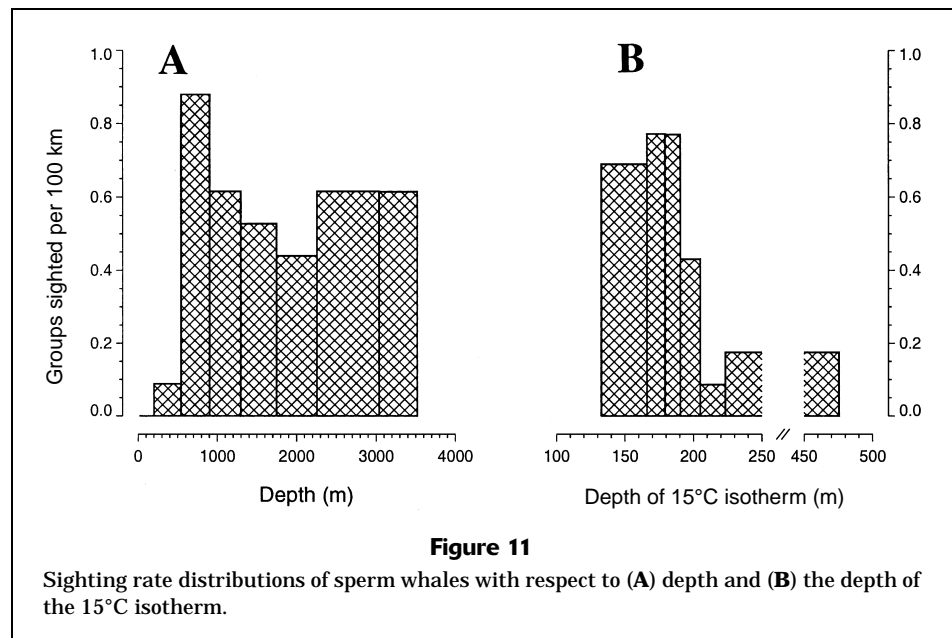 A
B
1.0
0.8
0.6
0.4
0.2
0.0
Groups sighted per 100 km
1.0
0.8
0.6
0.4
0.2
0.0
0 1000 2000 3000 4000
Depth (m)
100 150 200 250 // 450 500
Depth of 15°C isotherm (m)
Figure 11
Sighting rate distributions of sperm whales with respect to (A) depth and (B) the depth of
the 15°C isotherm.